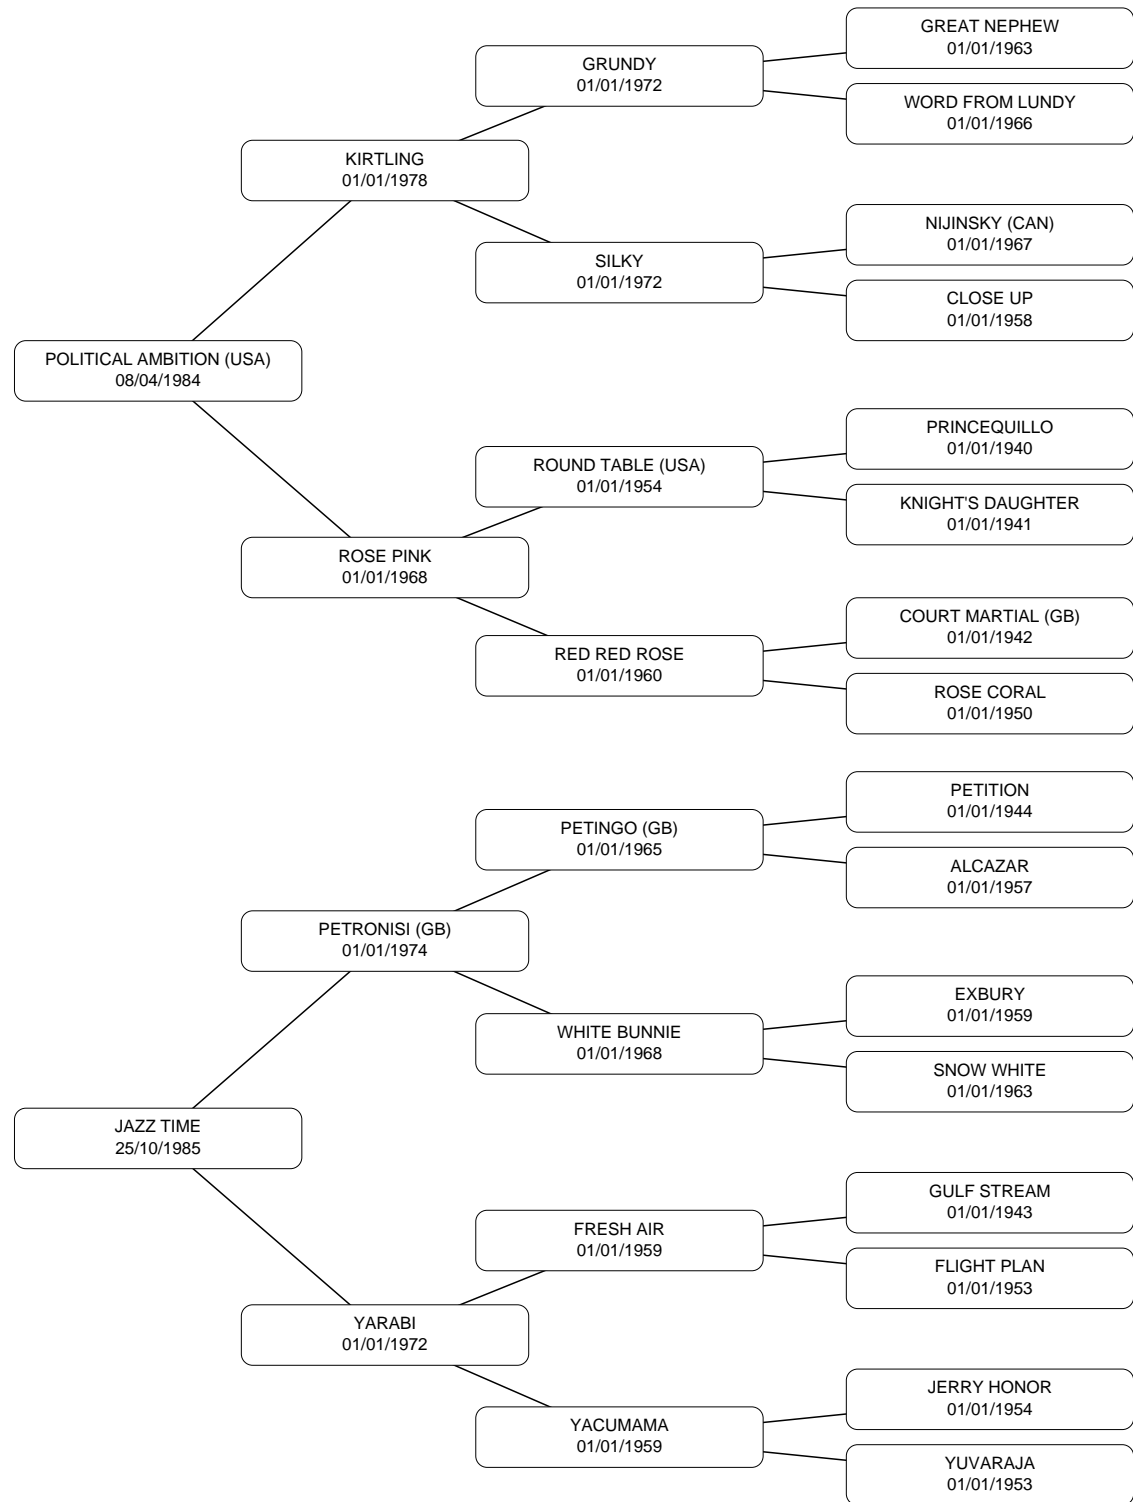 GREAT NEPHEW
01/01/1963
GRUNDY
01/01/1972
WORD FROM LUNDY
01/01/1966
KIRTLING
01/01/1978
NIJINSKY (CAN)
01/01/1967
SILKY
01/01/1972
CLOSE UP
01/01/1958
POLITICAL AMBITION (USA)
08/04/1984
PRINCEQUILLO
01/01/1940
ROUND TABLE (USA)
01/01/1954
KNIGHT'S DAUGHTER
01/01/1941
ROSE PINK
01/01/1968
COURT MARTIAL (GB)
01/01/1942
RED RED ROSE
01/01/1960
ROSE CORAL
01/01/1950
PETITION
01/01/1944
PETINGO (GB)
01/01/1965
ALCAZAR
01/01/1957
PETRONISI (GB)
01/01/1974
EXBURY
01/01/1959
WHITE BUNNIE
01/01/1968
SNOW WHITE
01/01/1963
JAZZ TIME
25/10/1985
GULF STREAM
01/01/1943
FRESH AIR
01/01/1959
FLIGHT PLAN
01/01/1953
YARABI
01/01/1972
JERRY HONOR
01/01/1954
YACUMAMA
01/01/1959
YUVARAJA
01/01/1953